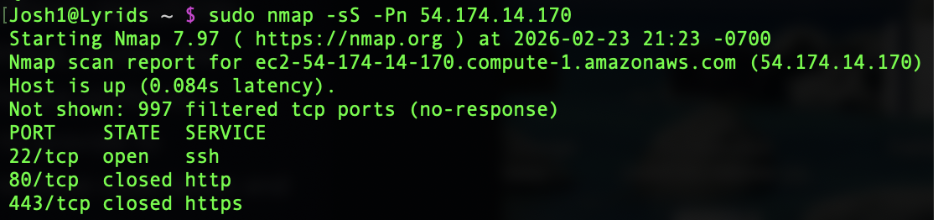 [Josh1@Lyrids ~ $ sudo nmap -sS -Pn 54.174.14.170
Starting Nmap 7.97 ( https://nmap.org ) at 2026-02-23 21:23 -0700
Nmap scan report for ec2-54-174-14-170.compute-1.amazonaws.com (54.174.14.170)
Host is up (0.084s latency).
Not shown: 997 filtered tcp ports (no-response)
PORT    STATE  SERVICE
22/tcp  open   ssh
80/tcp  closed http
443/tcp closed https